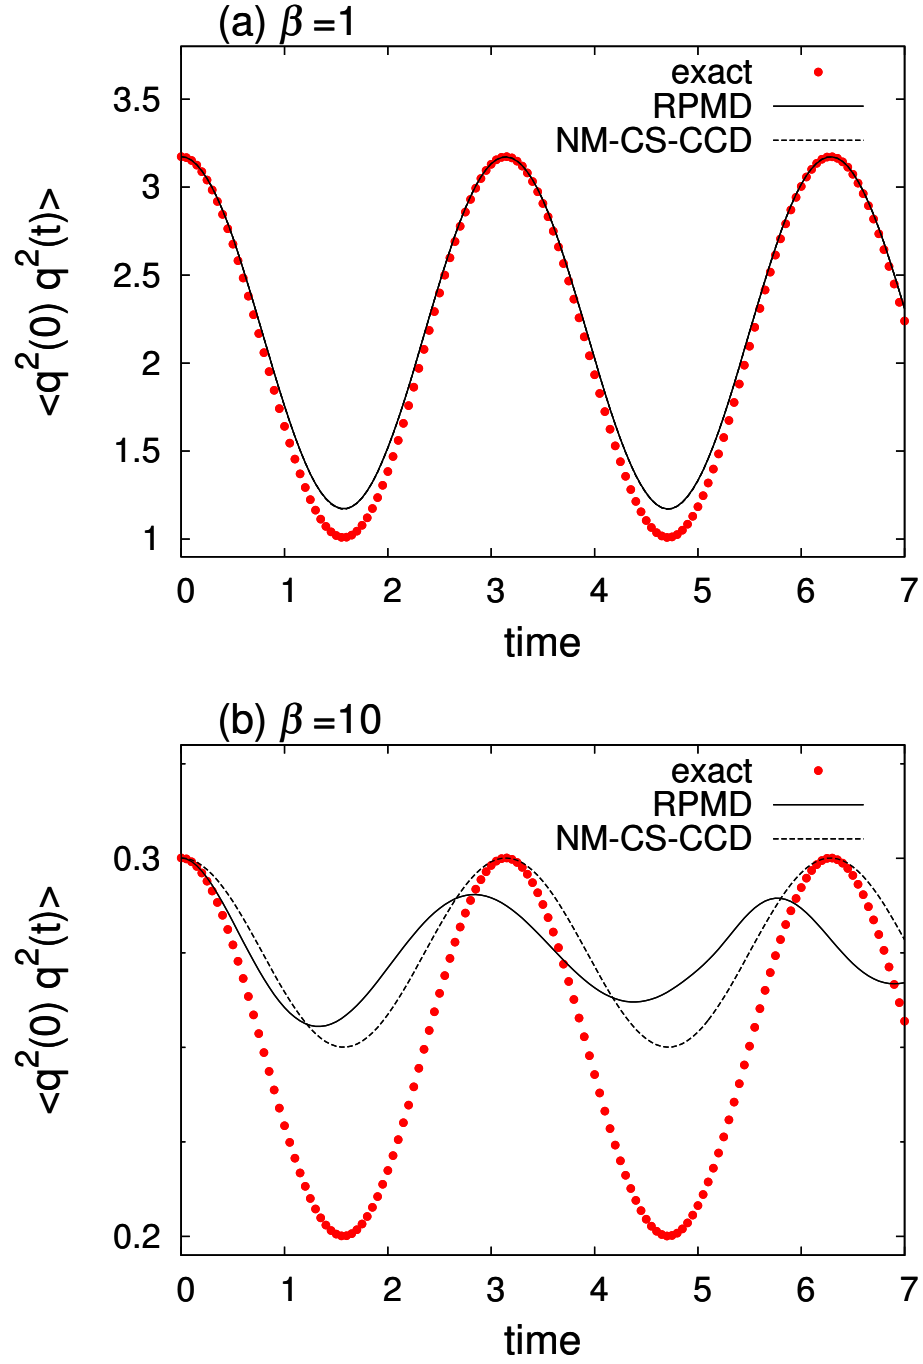 (a) β =1
exact
RPMD
NM-CS-CCD
3.5
3
2.5
2
1.5
1
<q²(0) q²(t)>
0 1 2 3 4 5 6 7
time
(b) β =10
exact
RPMD
NM-CS-CCD
0.3
0.2
<q²(0) q²(t)>
0 1 2 3 4 5 6 7
time